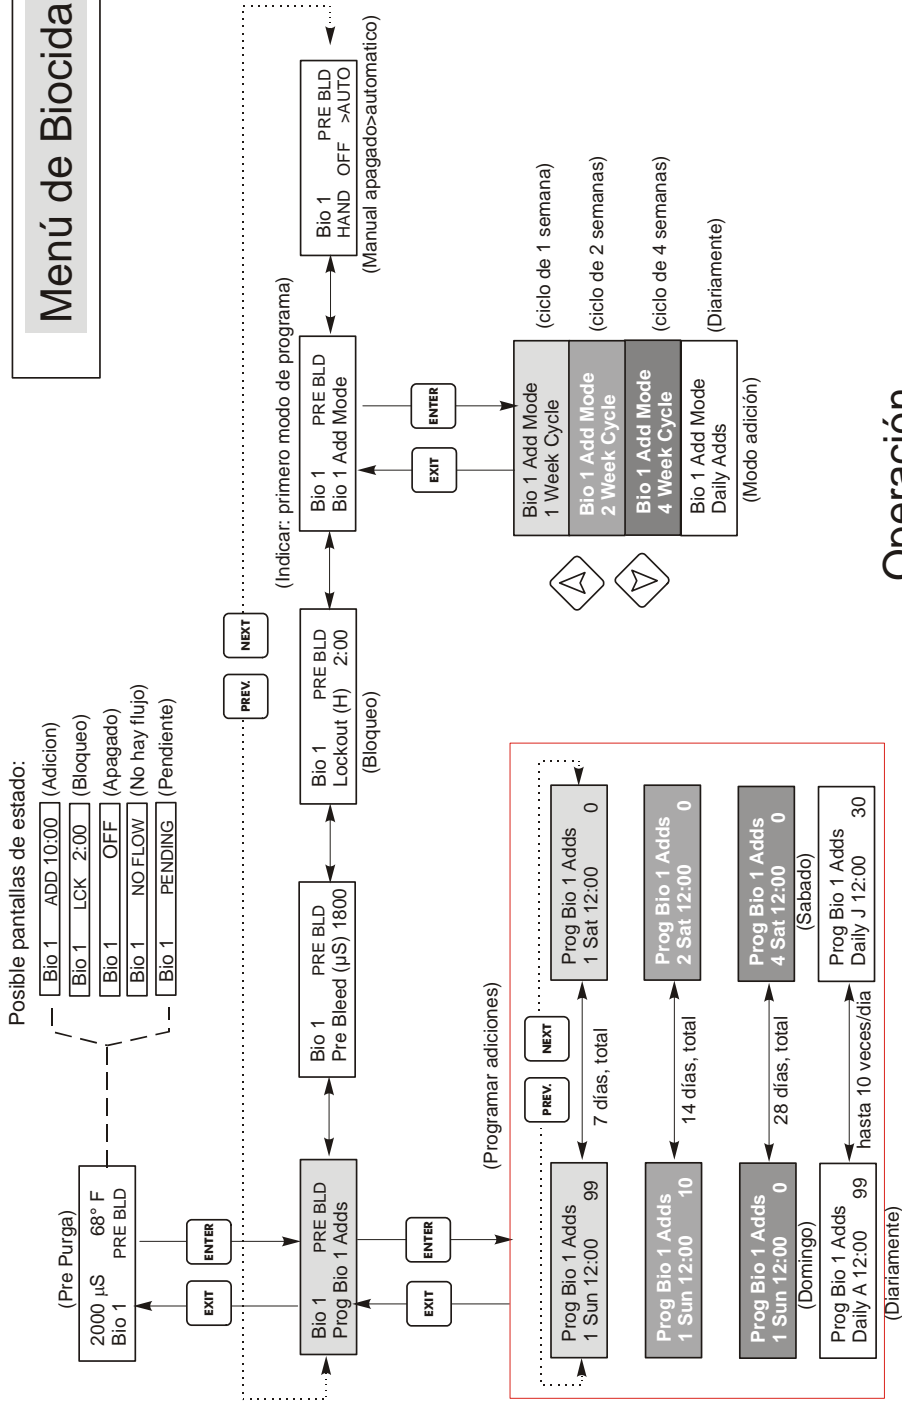 Menú de Biocida
Posible pantallas de estado:
(Pre Purga)
2000 µS 68° F
Bio 1 PRE BLD
Bio 1 ADD 10:00 (Adicion)
Bio 1 LCK 2:00 (Bloqueo)
Bio 1 OFF (Apagado)
Bio 1 NO FLOW (No hay flujo)
Bio 1 PENDING (Pendiente)
EXIT
ENTER
PREV.
NEXT
Bio 1 PRE BLD
Prog Bio 1 Adds
Bio 1 PRE BLD
Pre Bleed (µS) 1800
Bio 1 PRE BLD
Lockout (H) 2:00
(Bloqueo)
(Indicar: primero modo de programa)
Bio 1 PRE BLD
Bio 1 Add Mode
Bio 1 PRE BLD
HAND OFF >AUTO
(Manual apagado>automatico)
EXIT
ENTER
EXIT
ENTER
(Programar adiciones)
PREV.
NEXT
Prog Bio 1 Adds
1 Sun 12:00 99
7 días, total
Prog Bio 1 Adds
1 Sat 12:00 0
Prog Bio 1 Adds
1 Sun 12:00 10
14 días, total
Prog Bio 1 Adds
2 Sat 12:00 0
Prog Bio 1 Adds
1 Sun 12:00 0
(Domingo)
28 días, total
Prog Bio 1 Adds
4 Sat 12:00 0
(Sabado)
Prog Bio 1 Adds
Daily A 12:00 99
(Diariamente)
hasta 10 veces/dia
Prog Bio 1 Adds
Daily J 12:00 30
Bio 1 Add Mode
1 Week Cycle
(ciclo de 1 semana)
Bio 1 Add Mode
2 Week Cycle
(ciclo de 2 semanas)
Bio 1 Add Mode
4 Week Cycle
(ciclo de 4 semanas)
Bio 1 Add Mode
Daily Adds
(Diariamente)
(Modo adición)
Operación